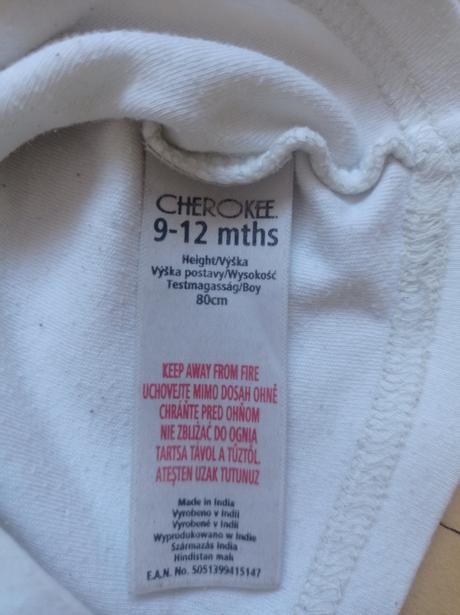 CHEROKEE.
9-12 mths
Height/Výška
Výška postavy/Wysokość
Testmagasság/Boy
80cm
KEEP AWAY FROM FIRE
UCHOVEJTE MIMO DOSAH OHNĚ
CHRÁŇTE PRED OHŇOM
NIE ZBLIŻAĆ DO OGNIA
TARTSA TÁVOL A TŰZTŐL.
ATEŞTEN UZAK TUTUNUZ
Made in India
Vyrobeno v Indii
Vyrobené v Indii
Wyprodukowano w Indie
Származás India
Hindistan malı
E.A.N. No. 5051399415147